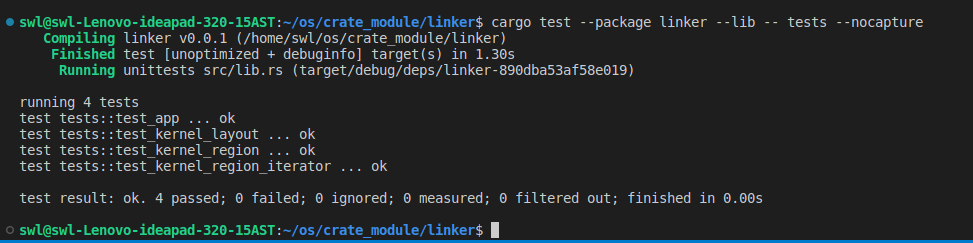 swl@swl-Lenovo-ideapad-320-15AST:~/os/crate_module/linker$ cargo test --package linker --lib -- tests --nocapture
Compiling linker v0.0.1 (/home/swl/os/crate_module/linker)
Finished test [unoptimized + debuginfo] target(s) in 1.30s
Running unittests src/lib.rs (target/debug/deps/linker-890dba53af58e019)
running 4 tests
test tests::test_app ... ok
test tests::test_kernel_layout ... ok
test tests::test_kernel_region ... ok
test tests::test_kernel_region_iterator ... ok
test result: ok. 4 passed; 0 failed; 0 ignored; 0 measured; 0 filtered out; finished in 0.00s
swl@swl-Lenovo-ideapad-320-15AST:~/os/crate_module/linker$